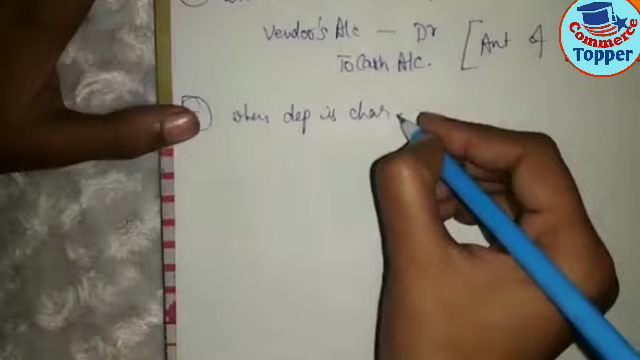 Vendor's A/c — Dr
To Cash A/c. [Amt of
when dep is char
Commerce
Topper